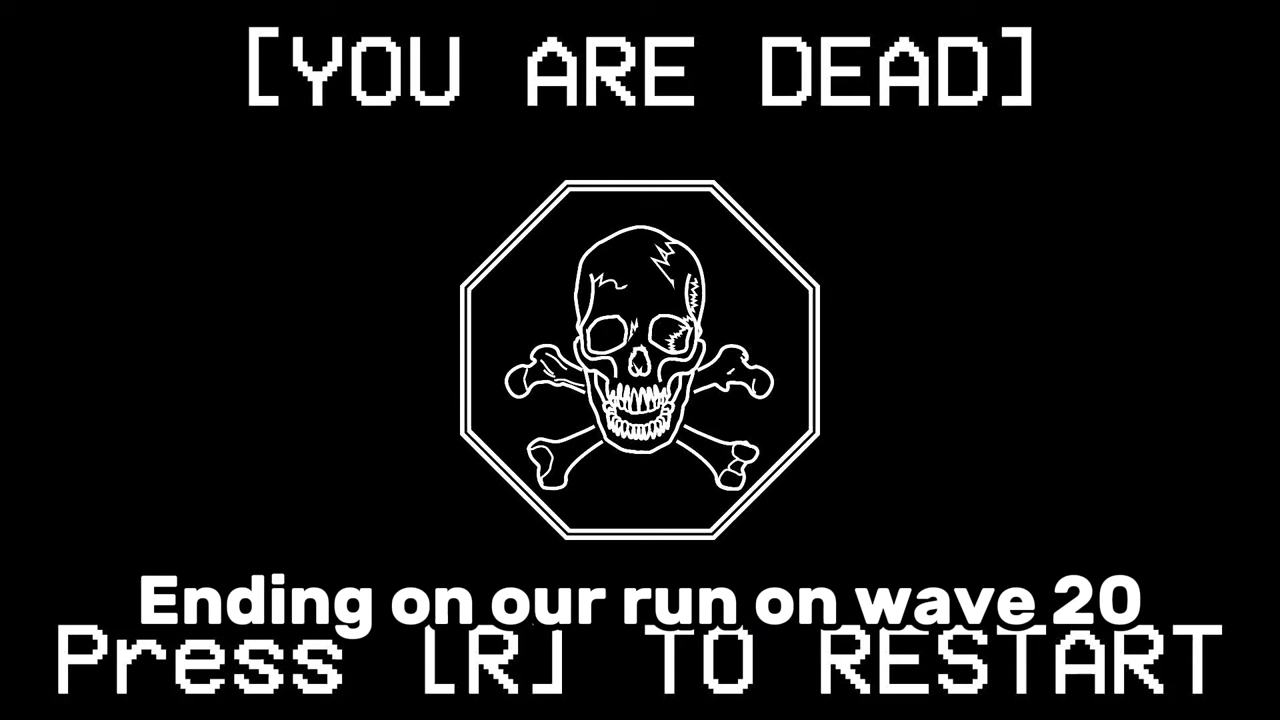 [YOU ARE DEAD]
Ending on our run on wave 20
Press [R] TO RESTART